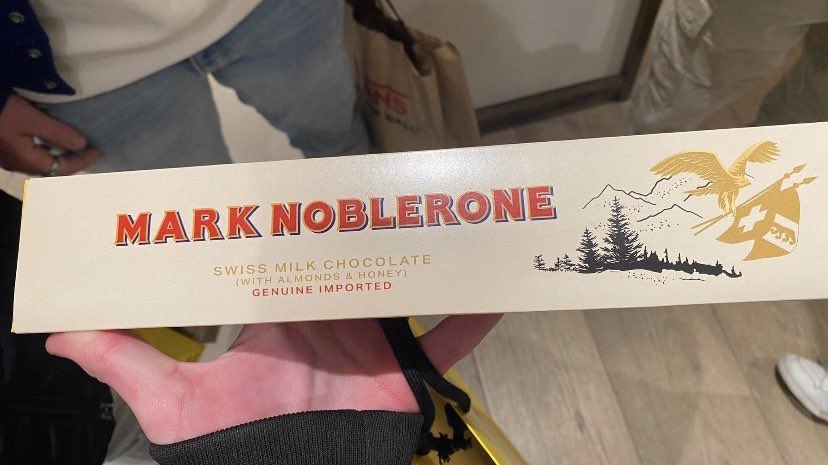 MARK NOBLERONE
SWISS MILK CHOCOLATE
(WITH ALMONDS & HONEY)
GENUINE IMPORTED